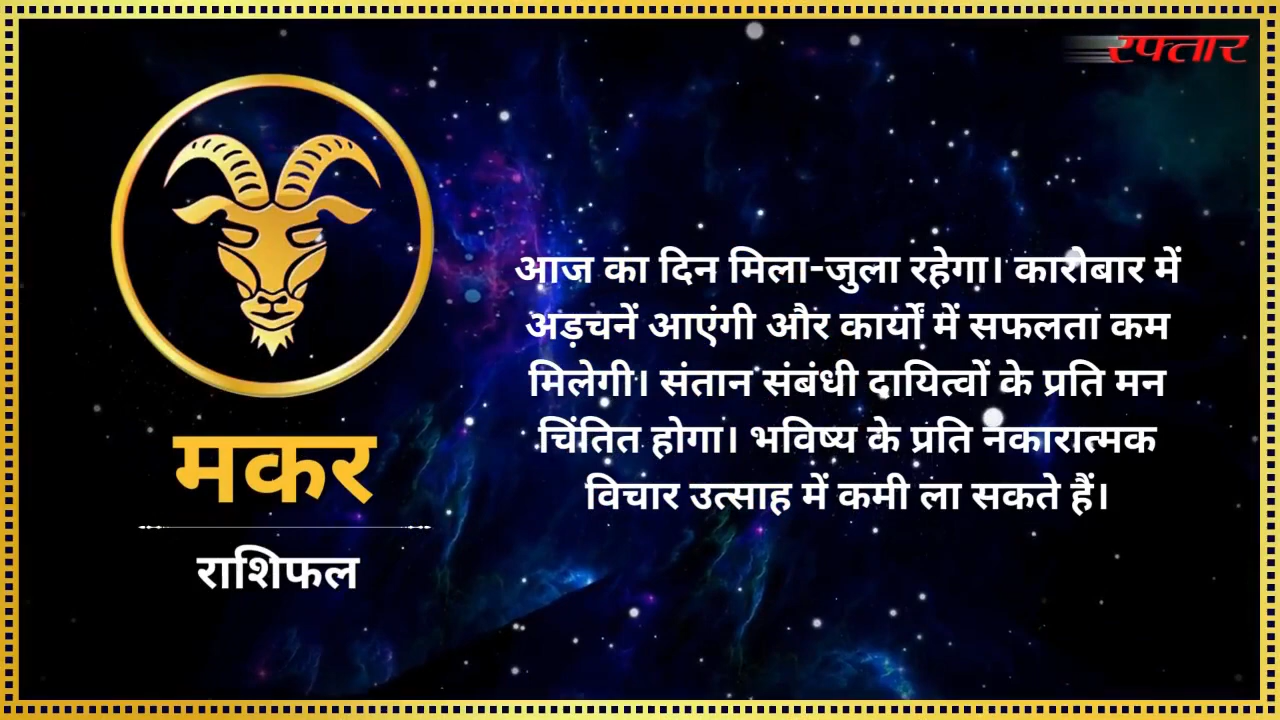 रफ्तार
आज का दिन मिला-जुला रहेगा। कारोबार में
अड़चनें आएंगी और कार्यों में सफलता कम
मिलेगी। संतान संबंधी दायित्वों के प्रति मन
चिंतित होगा। भविष्य के प्रति नकारात्मक
विचार उत्साह में कमी ला सकते हैं।
मकर
राशिफल